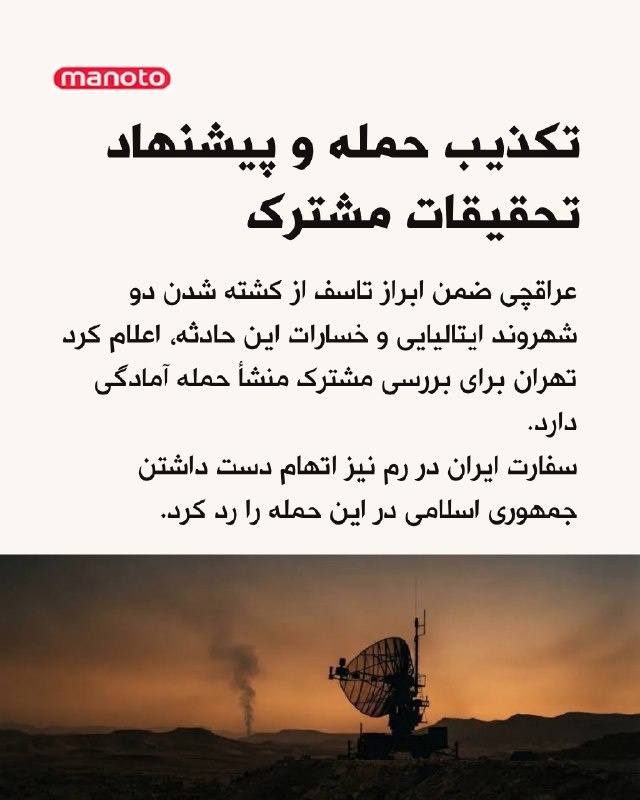 manoto
تکذیب حمله و پیشنهاد
تحقیقات مشترک
عراقچی ضمن ابراز تاسف از کشته شدن دو
شهروند ایتالیایی و خسارات این حادثه، اعلام کرد
تهران برای بررسی مشترک منشأ حمله آمادگی
دارد.
سفارت ایران در رم نیز اتهام دست داشتن
جمهوری اسلامی در این حمله را رد کرد.